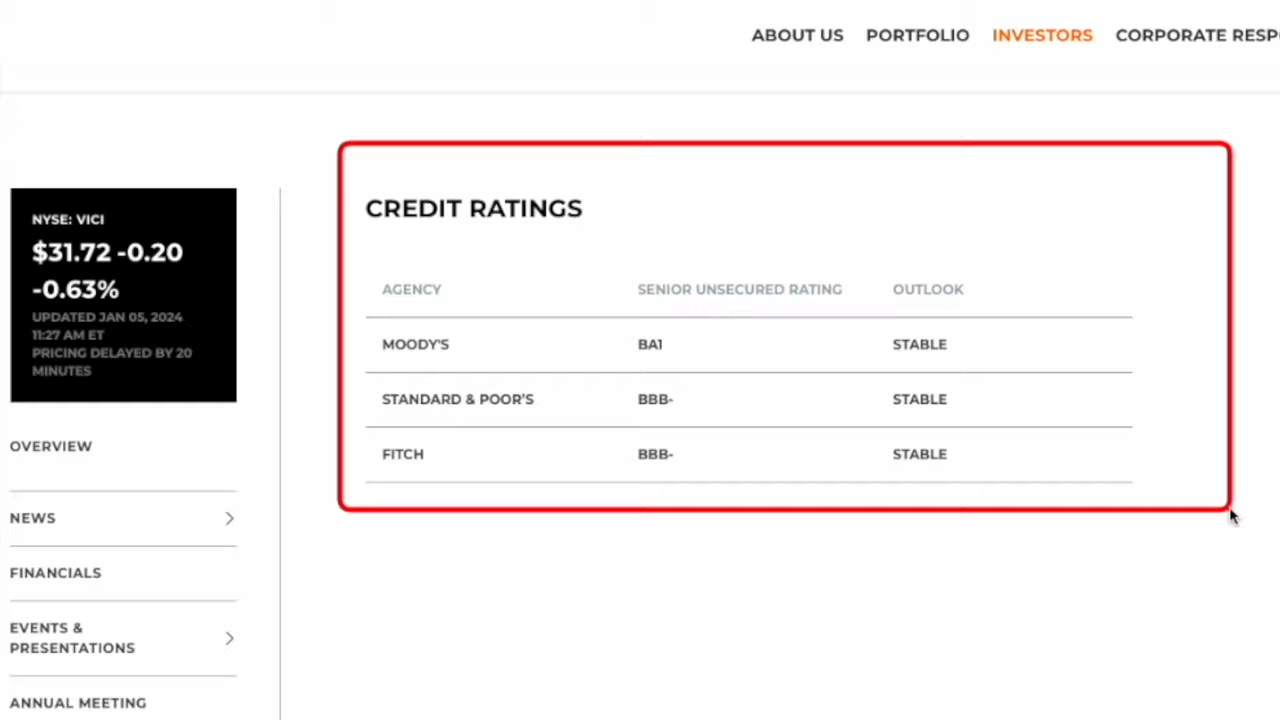 ABOUT US PORTFOLIO INVESTORS CORPORATE RESP
NYSE: VICI
$31.72 -0.20
-0.63%
UPDATED JAN 05, 2024
11:27 AM ET
PRICING DELAYED BY 20
MINUTES
OVERVIEW
NEWS
FINANCIALS
EVENTS &
PRESENTATIONS
ANNUAL MEETING
CREDIT RATINGS
AGENCY SENIOR UNSECURED RATING OUTLOOK
MOODY'S BA1 STABLE
STANDARD & POOR'S BBB- STABLE
FITCH BBB- STABLE